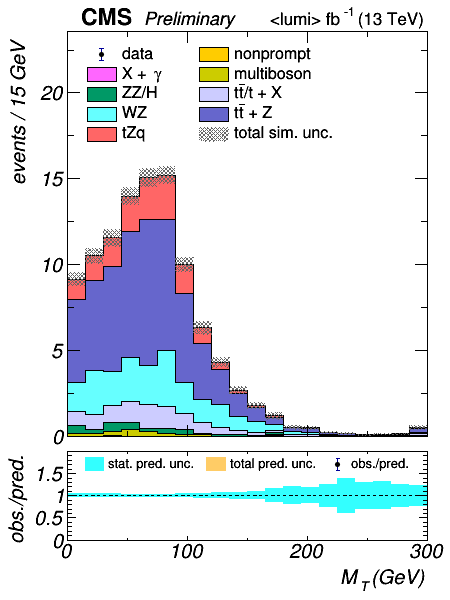 CMS Preliminary <lumi> fb⁻¹ (13 TeV)
events / 15 GeV
data
nonprompt
X + γ
multiboson
ZZ/H
tt̄/t + X
WZ
tt̄ + Z
tZq
total sim. unc.
20
15
10
5
0
obs./pred.
stat. pred. unc.
total pred. unc.
obs./pred.
1.5
1
0.5
0
0
100
200
300
M_T (GeV)